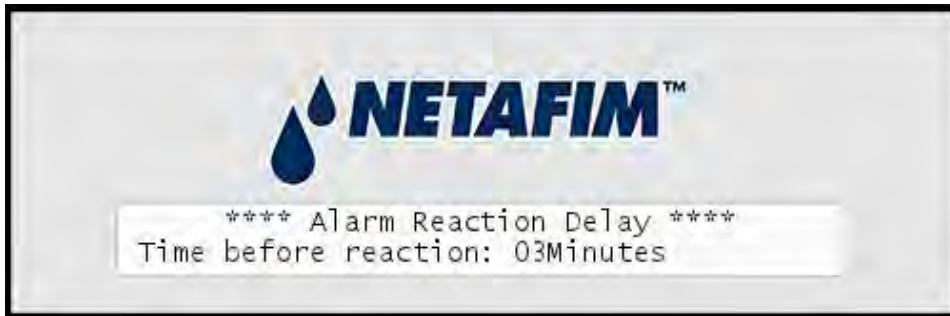 NETAFIM™
**** Alarm Reaction Delay ****
Time before reaction: 03Minutes